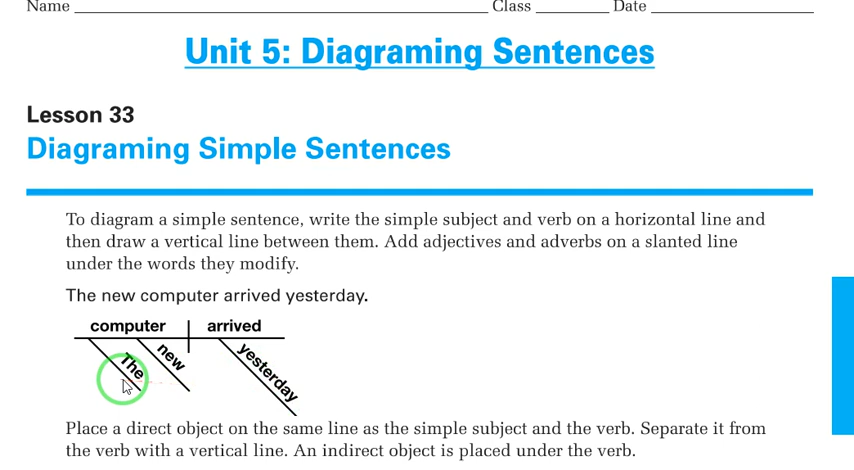 Name Class Date
Unit 5: Diagraming Sentences
Lesson 33
Diagraming Simple Sentences
To diagram a simple sentence, write the simple subject and verb on a horizontal line and
then draw a vertical line between them. Add adjectives and adverbs on a slanted line
under the words they modify.
The new computer arrived yesterday.
computer arrived
The new yesterday
Place a direct object on the same line as the simple subject and the verb. Separate it from
the verb with a vertical line. An indirect object is placed under the verb.